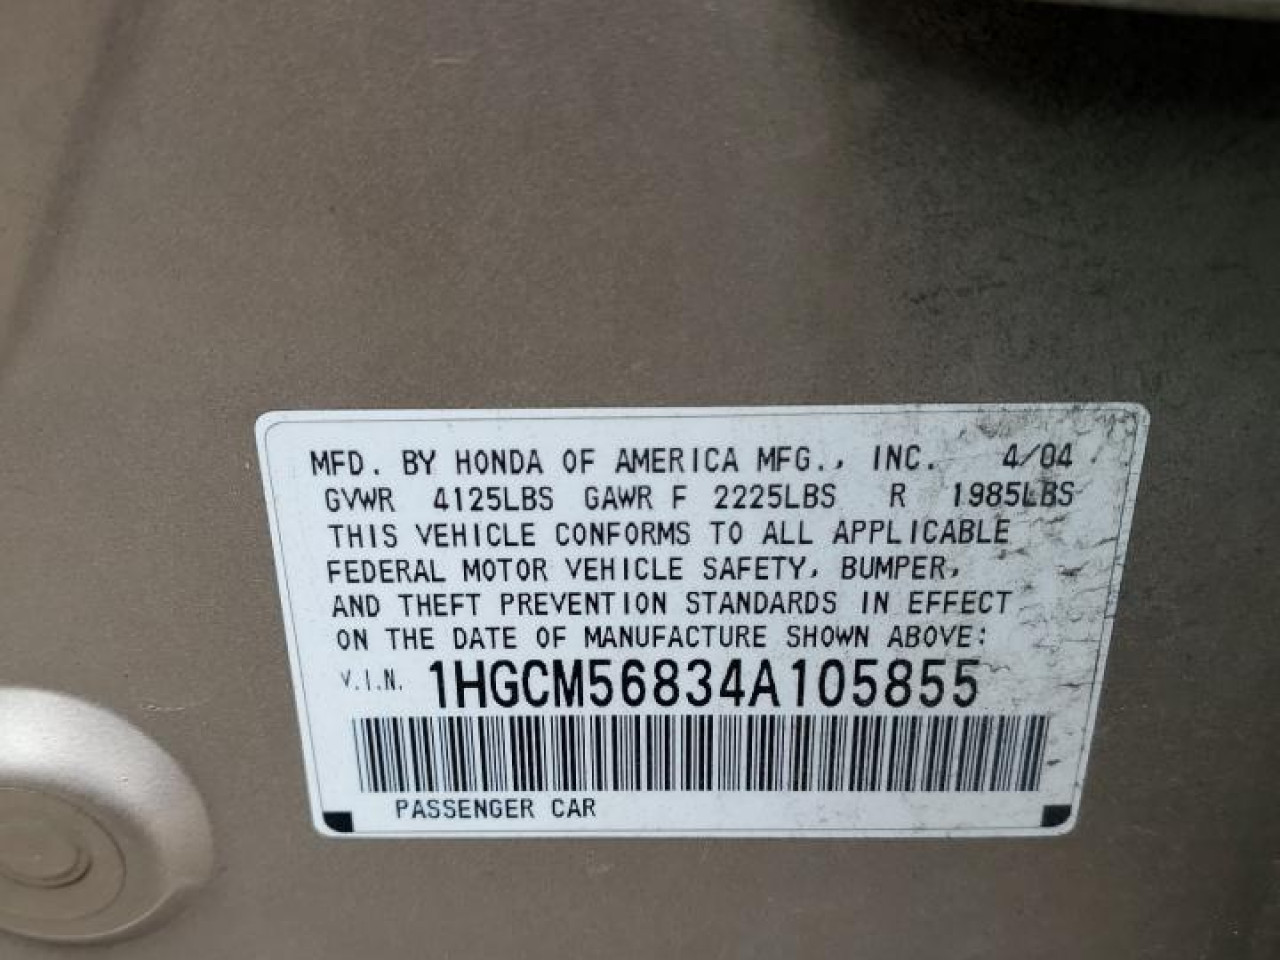 MFD. BY HONDA OF AMERICA MFG., INC. 4/04
GVWR 4125LBS GAWR F 2225LBS R 1985LBS
THIS VEHICLE CONFORMS TO ALL APPLICABLE
FEDERAL MOTOR VEHICLE SAFETY, BUMPER,
AND THEFT PREVENTION STANDARDS IN EFFECT
ON THE DATE OF MANUFACTURE SHOWN ABOVE:
V.I.N. 1HGCM56834A105855
PASSENGER CAR